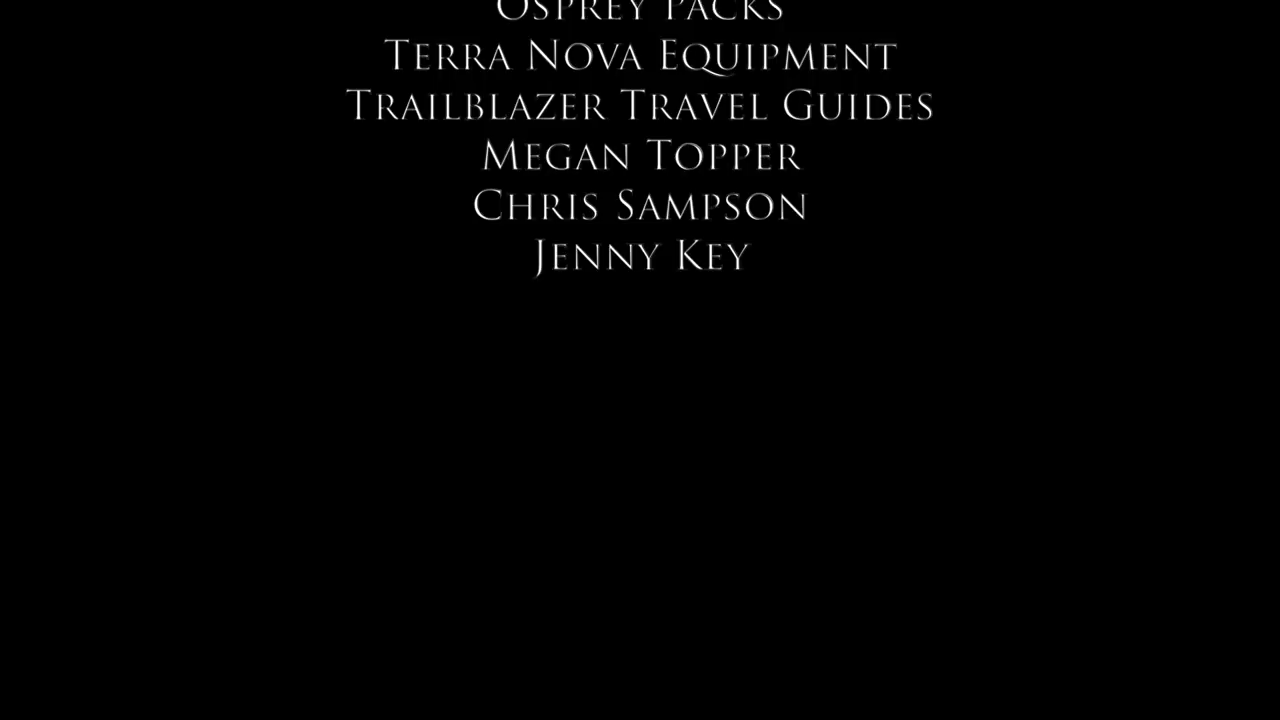 Osprey Packs
Terra Nova Equipment
Trailblazer Travel Guides
Megan Topper
Chris Sampson
Jenny Key